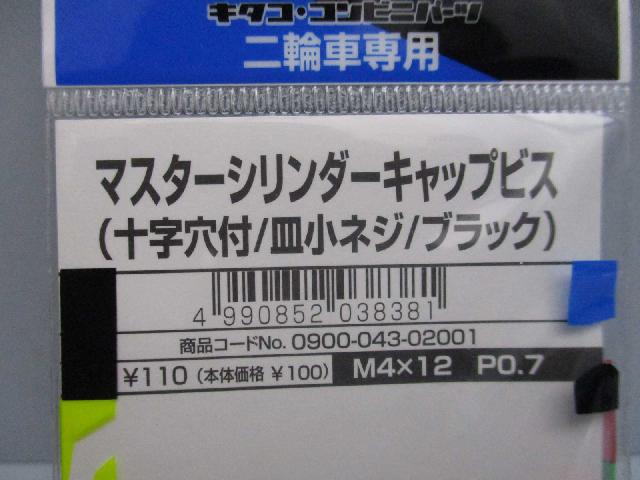 キタコ・コンビニパーツ
二輪車専用
マスターシリンダーキャップビス
(十字穴付/皿小ネジ/ブラック)
4 990852 038381
商品コードNo. 0900-043-02001
¥110 (本体価格 ¥100) M4×12 P0.7